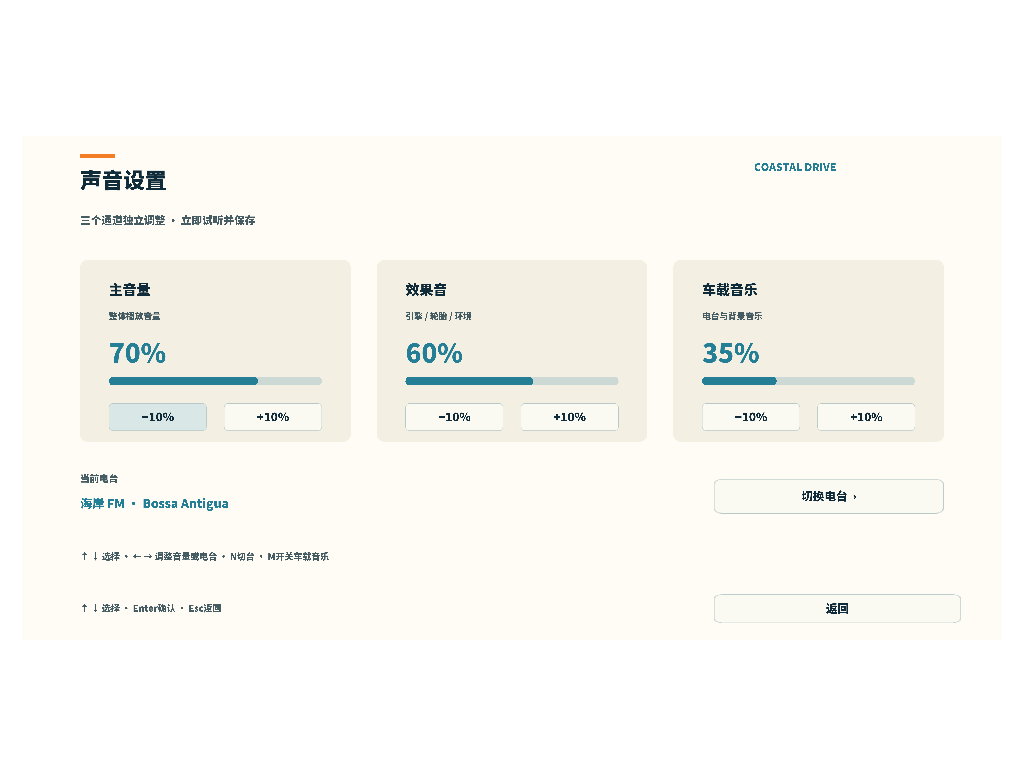 声音设置
COASTAL DRIVE
三个通道独立调整 · 立即试听并保存
主音量
整体播放音量
70%
−10%
+10%
效果音
引擎 / 轮胎 / 环境
60%
−10%
+10%
车载音乐
电台与背景音乐
35%
−10%
+10%
当前电台
海岸 FM · Bossa Antigua
切换电台 ›
↑ ↓ 选择 · ← → 调整音量或电台 · N切台 · M开关车载音乐
↑ ↓ 选择 · Enter确认 · Esc返回
返回